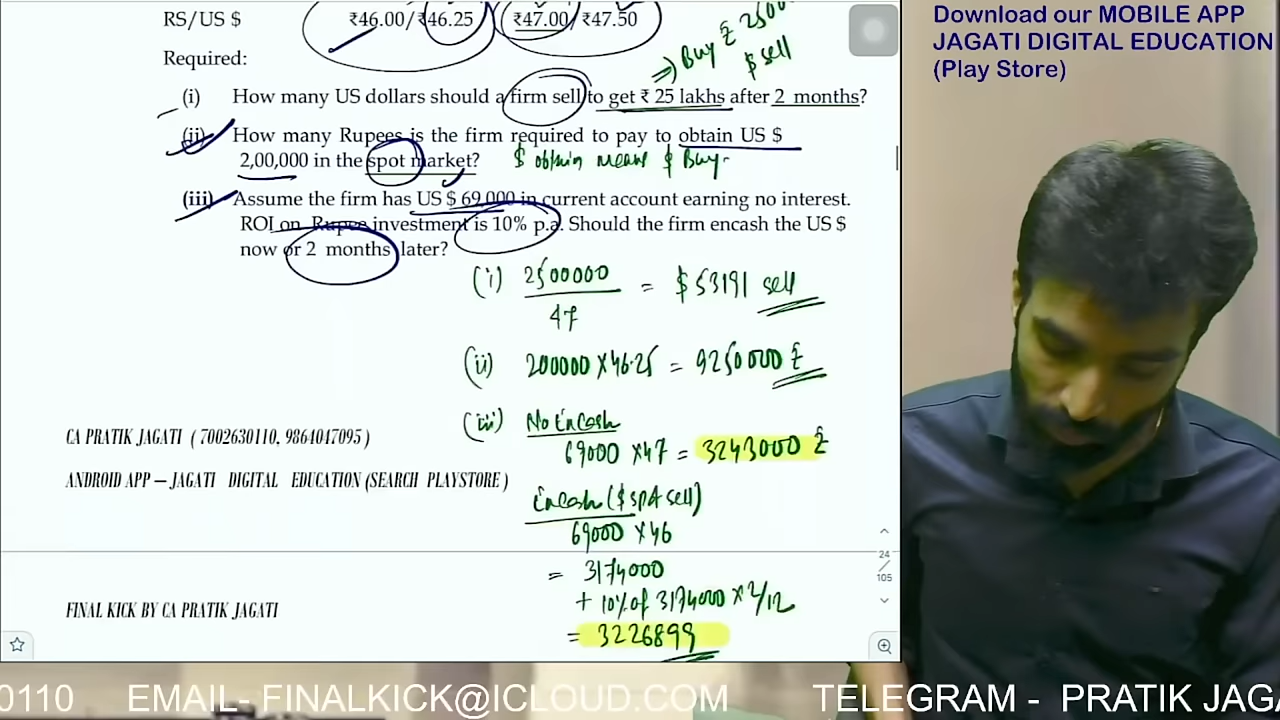 RS/US $ ₹46.00/₹46.25 ₹47.00/₹47.50
⇒ Buy ₹ 2500
$ sell
Required:
(i) How many US dollars should a firm sell to get ₹ 25 lakhs after 2 months?
(ii) How many Rupees is the firm required to pay to obtain US $
2,00,000 in the spot market? $ obtain means $ Buy.
(iii) Assume the firm has US $ 69,000 in current account earning no interest.
ROI on Rupee investment is 10% p.a. Should the firm encash the US $
now or 2 months later?
(i) 2500000
47
= $ 53191 sell
(ii) 200000 × 46.25 = 9250000 ₹
(iii) No Encash
69000 × 47 = 3243000 ₹
Encash ($ spot sell)
69000 × 46
= 3174000
+ 10% of 3174000 × 2/12
= 3226899
CA PRATIK JAGATI ( 7002630110, 9864047095 )
ANDROID APP – JAGATI DIGITAL EDUCATION (SEARCH PLAYSTORE )
FINAL KICK BY CA PRATIK JAGATI
24
/
105
Download our MOBILE APP
JAGATI DIGITAL EDUCATION
(Play Store)
0110 EMAIL- FINALKICK@ICLOUD.COM TELEGRAM - PRATIK JAGA